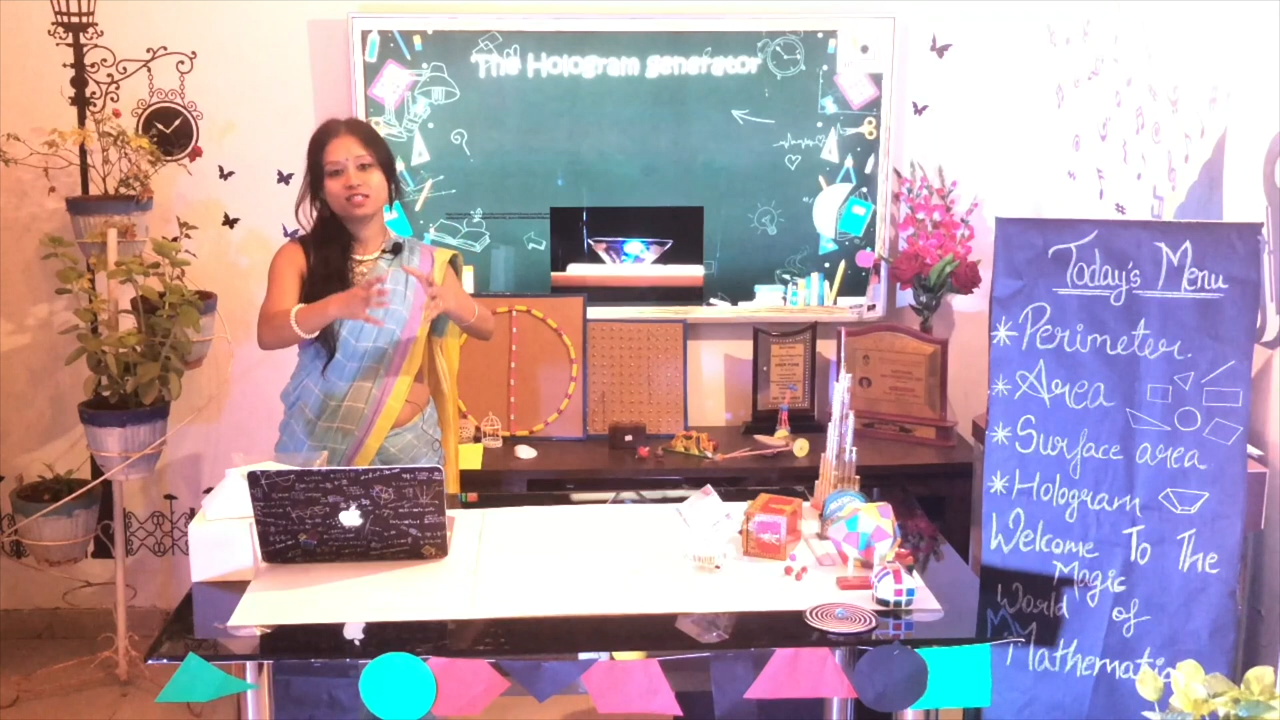 The Hologram generator
Today's Menu
*Perimeter.
*Area
*Surface area
*Hologram
Welcome To The
Magic
World of
Mathematics